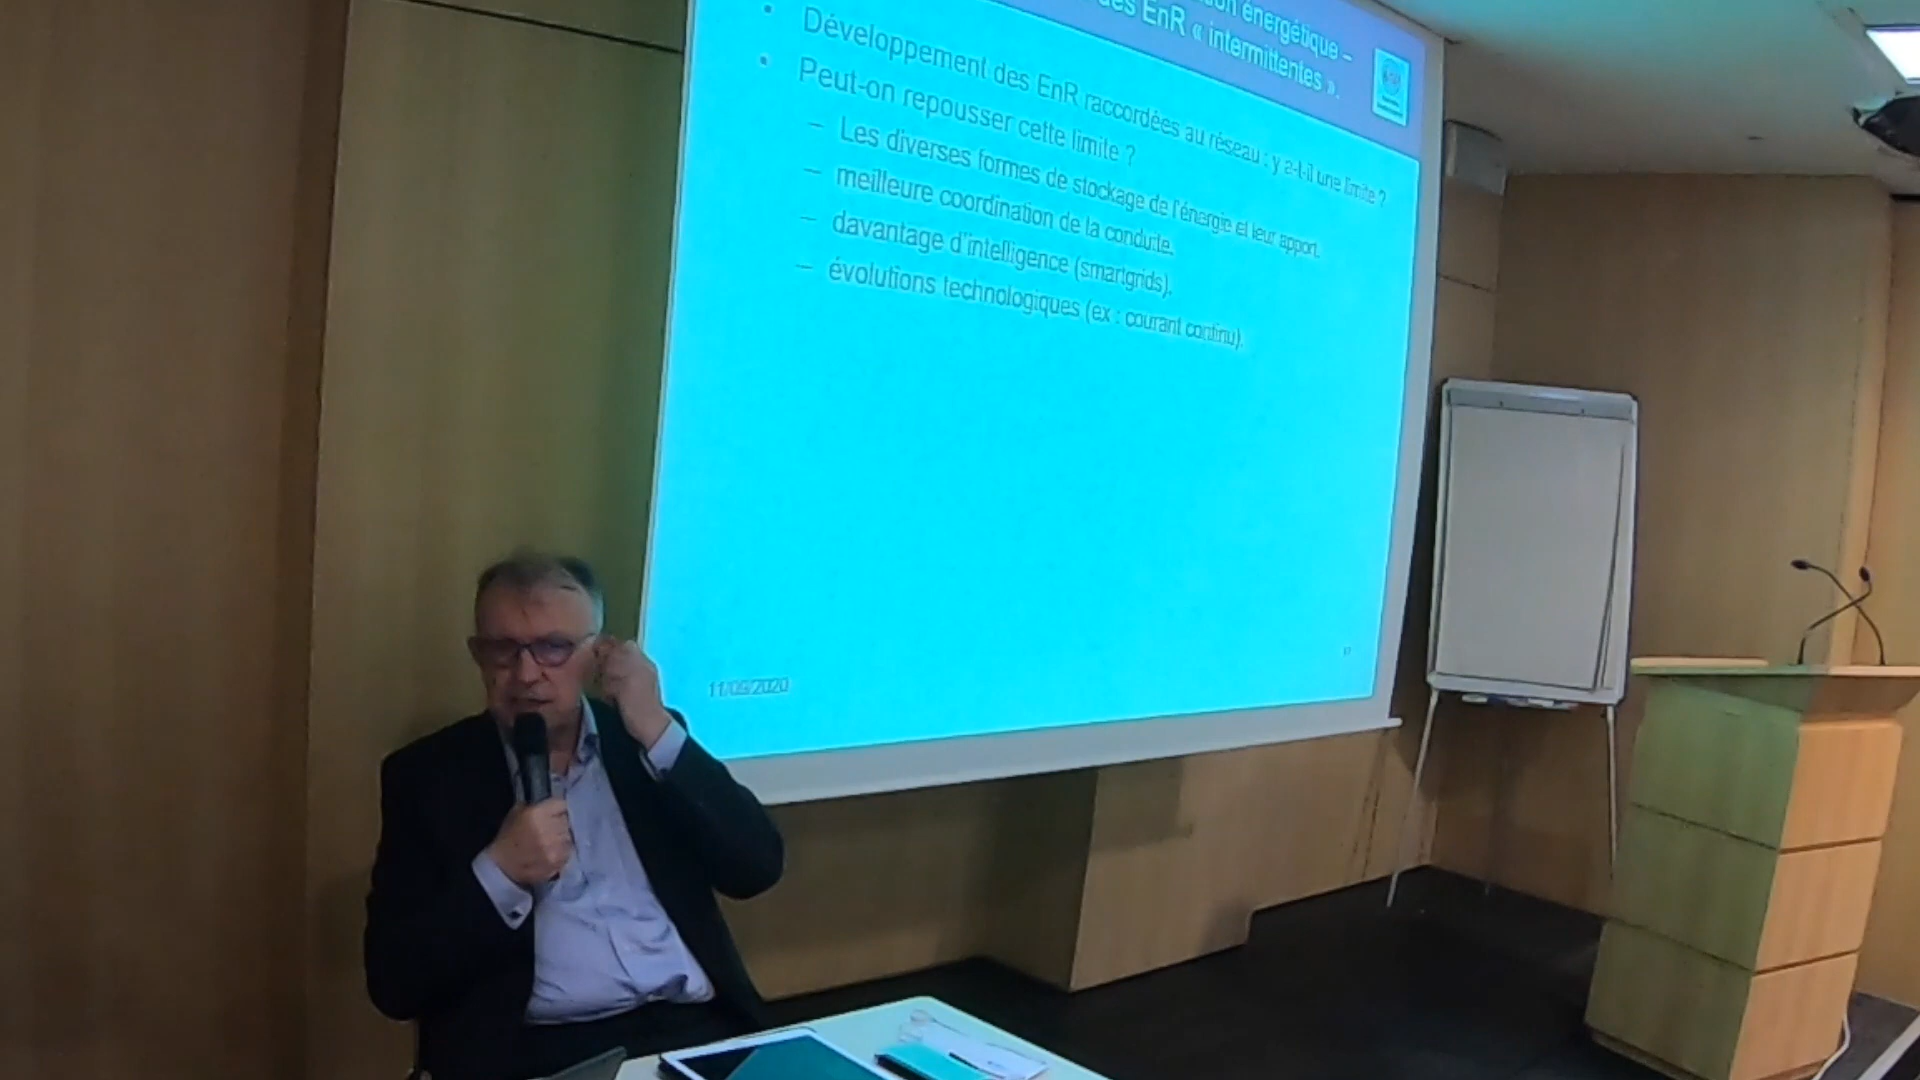 énergétique –
des EnR « intermittentes ».
• Développement des EnR raccordées au réseau : y a-t-il une limite ?
• Peut-on repousser cette limite ?
– Les diverses formes de stockage de l'énergie et leur apport.
– meilleure coordination de la conduite.
– davantage d'intelligence (smartgrids).
– évolutions technologiques (ex : courant continu).
11/09/2020